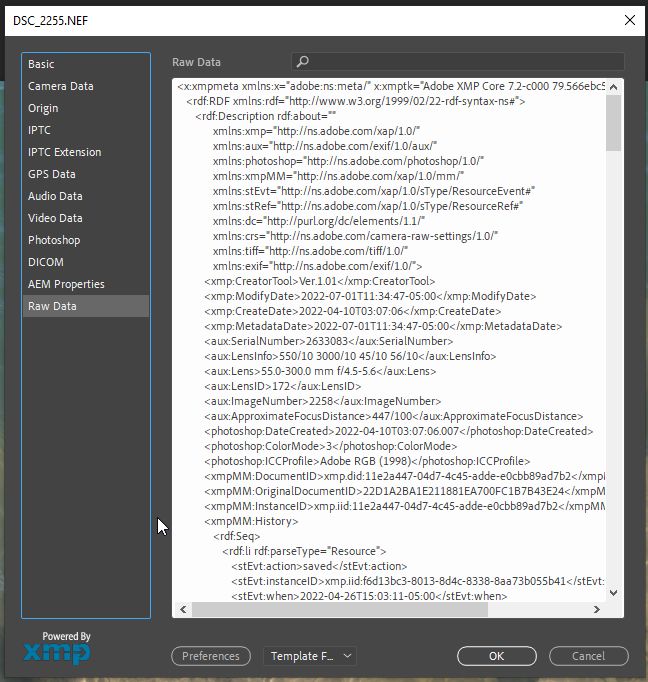 DSC_2255.NEF
Basic
Camera Data
Origin
IPTC
IPTC Extension
GPS Data
Audio Data
Video Data
Photoshop
DICOM
AEM Properties
Raw Data
Raw Data
<x:xmpmeta xmlns:x="adobe:ns:meta/" x:xmptk="Adobe XMP Core 7.2-c000 79.566ebc5
<rdf:RDF xmlns:rdf="http://www.w3.org/1999/02/22-rdf-syntax-ns#">
<rdf:Description rdf:about=""
xmlns:xmp="http://ns.adobe.com/xap/1.0/"
xmlns:aux="http://ns.adobe.com/exif/1.0/aux/"
xmlns:photoshop="http://ns.adobe.com/photoshop/1.0/"
xmlns:xmpMM="http://ns.adobe.com/xap/1.0/mm/"
xmlns:stEvt="http://ns.adobe.com/xap/1.0/sType/ResourceEvent#"
xmlns:stRef="http://ns.adobe.com/xap/1.0/sType/ResourceRef#"
xmlns:dc="http://purl.org/dc/elements/1.1/"
xmlns:crs="http://ns.adobe.com/camera-raw-settings/1.0/"
xmlns:tiff="http://ns.adobe.com/tiff/1.0/"
xmlns:exif="http://ns.adobe.com/exif/1.0/">
<xmp:CreatorTool>Ver.1.01</xmp:CreatorTool>
<xmp:ModifyDate>2022-07-01T11:34:47-05:00</xmp:ModifyDate>
<xmp:CreateDate>2022-04-10T03:07:06</xmp:CreateDate>
<xmp:MetadataDate>2022-07-01T11:34:47-05:00</xmp:MetadataDate>
<aux:SerialNumber>2633083</aux:SerialNumber>
<aux:LensInfo>550/10 3000/10 45/10 56/10</aux:LensInfo>
<aux:Lens>55.0-300.0 mm f/4.5-5.6</aux:Lens>
<aux:LensID>172</aux:LensID>
<aux:ImageNumber>2258</aux:ImageNumber>
<aux:ApproximateFocusDistance>447/100</aux:ApproximateFocusDistance>
<photoshop:DateCreated>2022-04-10T03:07:06.007</photoshop:DateCreated>
<photoshop:ColorMode>3</photoshop:ColorMode>
<photoshop:ICCProfile>Adobe RGB (1998)</photoshop:ICCProfile>
<xmpMM:DocumentID>xmp.did:11e2a447-04d7-4c45-adde-e0cbb89ad7b2</xmpM
<xmpMM:OriginalDocumentID>22D1A2BA1E211881EA700FC1B7B43E24</xmpM
<xmpMM:InstanceID>xmp.iid:11e2a447-04d7-4c45-adde-e0cbb89ad7b2</xmpMM
<xmpMM:History>
<rdf:Seq>
<rdf:li rdf:parseType="Resource">
<stEvt:action>saved</stEvt:action>
<stEvt:instanceID>xmp.iid:f6d13bc3-8013-8d4c-8338-8aa73b055b41</stEvt:
<stEvt:when>2022-04-26T15:03:11-05:00</stEvt:when>
Powered By
xmp
Preferences
Template F...
OK
Cancel